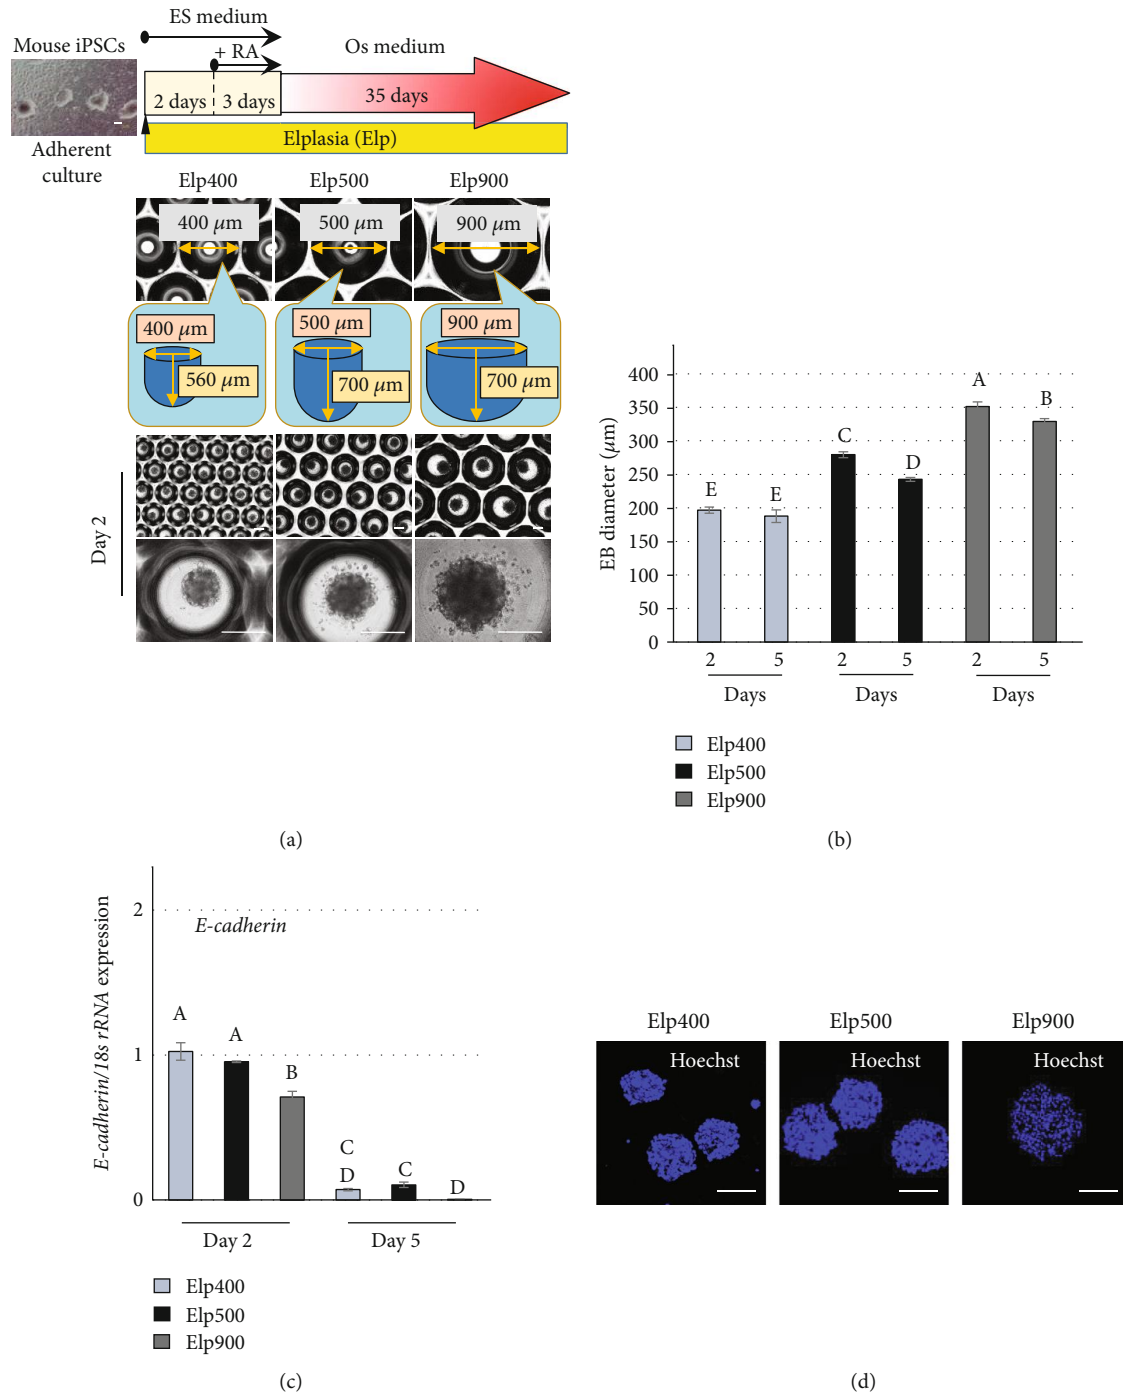 ES medium
+ RA
Mouse iPSCs
Os medium
2 days
3 days
35 days
Elplasia (Elp)
Adherent
culture
Elp400
Elp500
Elp900
400 μm
500 μm
900 μm
400 μm
560 μm
500 μm
700 μm
900 μm
700 μm
Day 2
(a)
EB diameter (μm)
400
350
300
250
200
150
100
50
0
E
E
C
D
A
B
2
5
2
5
2
5
Days
Days
Days
Elp400
Elp500
Elp900
(b)
E-cadherin/18s rRNA expression
2
1
0
E-cadherin
A
A
B
C
D
C
D
Day 2
Day 5
Elp400
Elp500
Elp900
(c)
Elp400
Elp500
Elp900
Hoechst
Hoechst
Hoechst
(d)